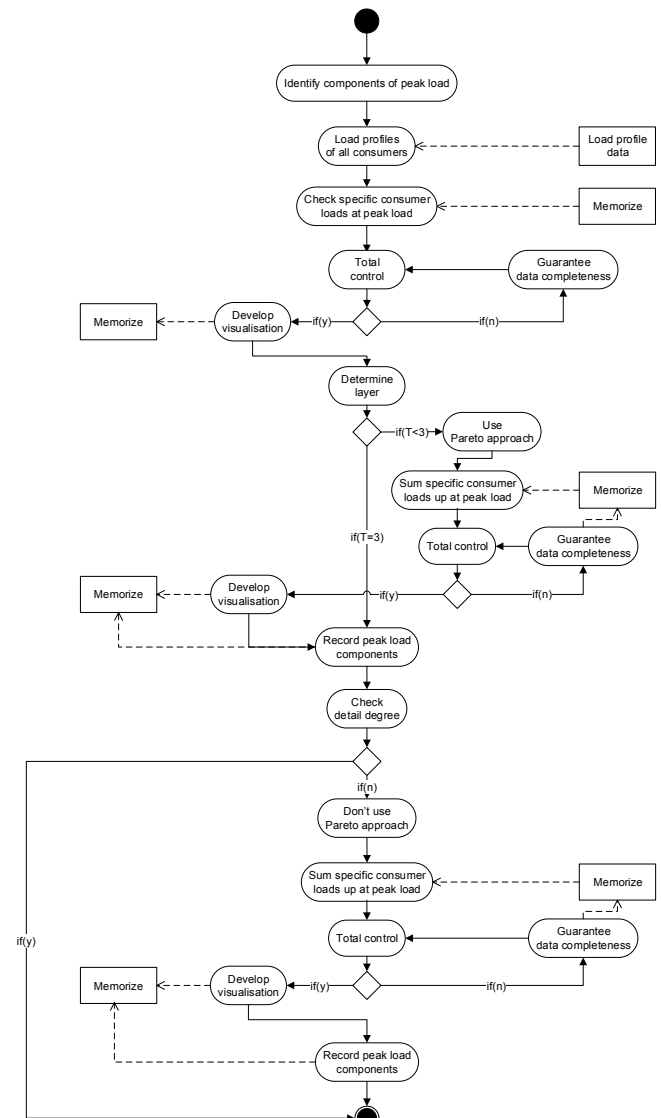 Identify components of peak load
Load profiles
of all consumers
Load profile
data
Check specific consumer
loads at peak load
Memorize
Total
control
Guarantee
data completeness
Memorize
Develop
visualisation
if(y)
if(n)
Determine
layer
if(T<3)
Use
Pareto approach
Sum specific consumer
loads up at peak load
Memorize
if(T=3)
Total control
Guarantee
data completeness
Memorize
Develop
visualisation
if(y)
if(n)
Record peak load
components
Check
detail degree
if(n)
Don't use
Pareto approach
Sum specific consumer
loads up at peak load
Memorize
if(y)
Total control
Guarantee
data completeness
Memorize
Develop
visualisation
if(y)
if(n)
Record peak load
components